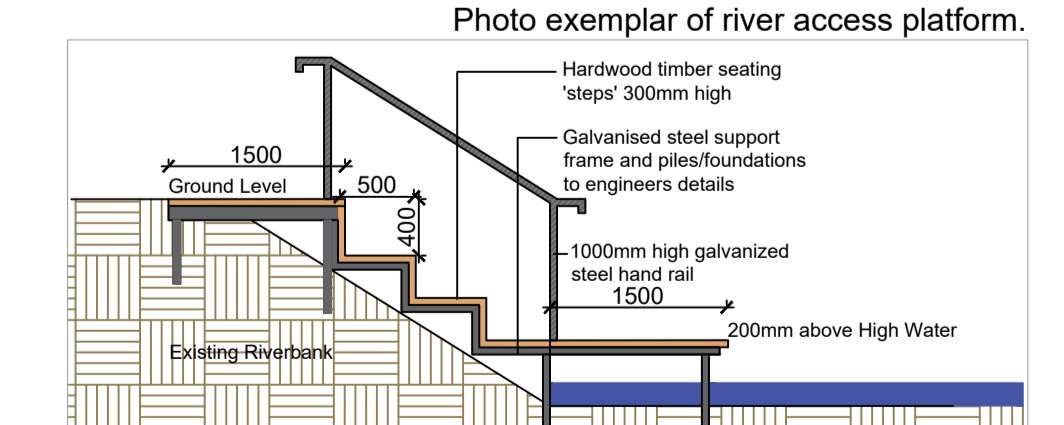 Photo exemplar of river access platform.
Hardwood timber seating
'steps' 300mm high
Galvanised steel support
frame and piles/foundations
to engineers details
1500
Ground Level
500
400
1000mm high galvanized
steel hand rail
1500
200mm above High Water
Existing Riverbank